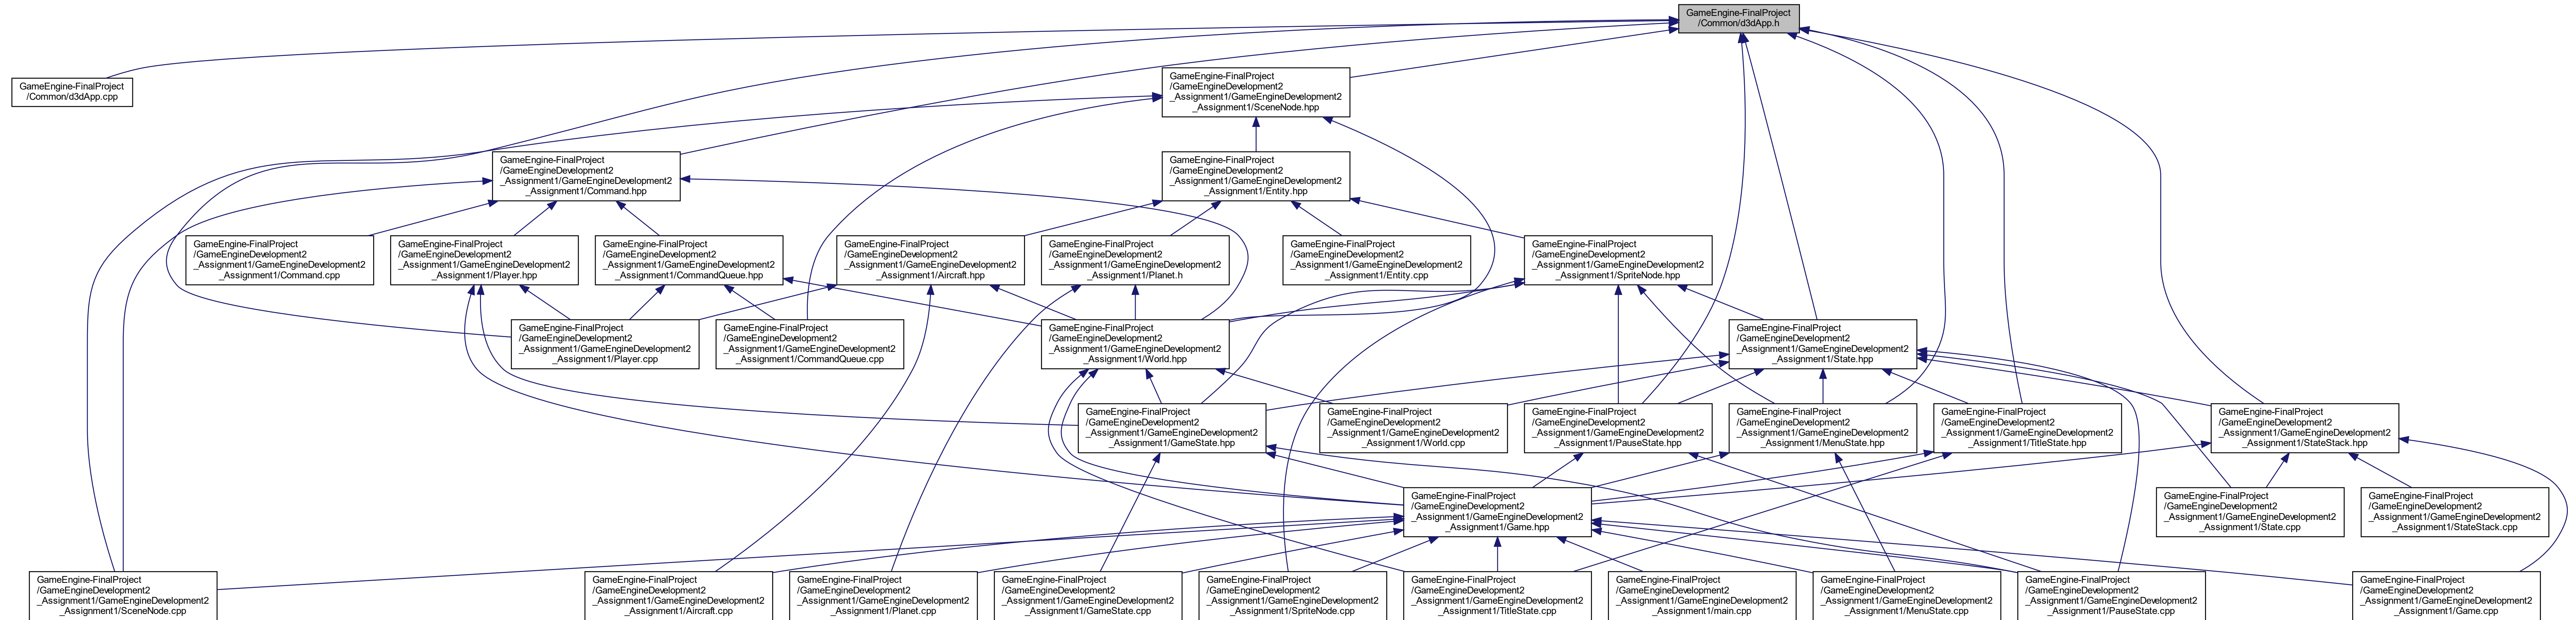 GameEngine-FinalProject
/Common/d3dApp.h
GameEngine-FinalProject
/Common/d3dApp.cpp
GameEngine-FinalProject
/GameEngineDevelopment2
_Assignment1/GameEngineDevelopment2
_Assignment1/SceneNode.hpp
GameEngine-FinalProject
/GameEngineDevelopment2
_Assignment1/GameEngineDevelopment2
_Assignment1/Command.hpp
GameEngine-FinalProject
/GameEngineDevelopment2
_Assignment1/GameEngineDevelopment2
_Assignment1/Entity.hpp
GameEngine-FinalProject
/GameEngineDevelopment2
_Assignment1/GameEngineDevelopment2
_Assignment1/Command.cpp
GameEngine-FinalProject
/GameEngineDevelopment2
_Assignment1/GameEngineDevelopment2
_Assignment1/Player.hpp
GameEngine-FinalProject
/GameEngineDevelopment2
_Assignment1/GameEngineDevelopment2
_Assignment1/CommandQueue.hpp
GameEngine-FinalProject
/GameEngineDevelopment2
_Assignment1/GameEngineDevelopment2
_Assignment1/Aircraft.hpp
GameEngine-FinalProject
/GameEngineDevelopment2
_Assignment1/GameEngineDevelopment2
_Assignment1/Planet.h
GameEngine-FinalProject
/GameEngineDevelopment2
_Assignment1/GameEngineDevelopment2
_Assignment1/Entity.cpp
GameEngine-FinalProject
/GameEngineDevelopment2
_Assignment1/GameEngineDevelopment2
_Assignment1/SpriteNode.hpp
GameEngine-FinalProject
/GameEngineDevelopment2
_Assignment1/GameEngineDevelopment2
_Assignment1/Player.cpp
GameEngine-FinalProject
/GameEngineDevelopment2
_Assignment1/GameEngineDevelopment2
_Assignment1/CommandQueue.cpp
GameEngine-FinalProject
/GameEngineDevelopment2
_Assignment1/GameEngineDevelopment2
_Assignment1/World.hpp
GameEngine-FinalProject
/GameEngineDevelopment2
_Assignment1/GameEngineDevelopment2
_Assignment1/State.hpp
GameEngine-FinalProject
/GameEngineDevelopment2
_Assignment1/GameEngineDevelopment2
_Assignment1/GameState.hpp
GameEngine-FinalProject
/GameEngineDevelopment2
_Assignment1/GameEngineDevelopment2
_Assignment1/World.cpp
GameEngine-FinalProject
/GameEngineDevelopment2
_Assignment1/GameEngineDevelopment2
_Assignment1/PauseState.hpp
GameEngine-FinalProject
/GameEngineDevelopment2
_Assignment1/GameEngineDevelopment2
_Assignment1/MenuState.hpp
GameEngine-FinalProject
/GameEngineDevelopment2
_Assignment1/GameEngineDevelopment2
_Assignment1/TitleState.hpp
GameEngine-FinalProject
/GameEngineDevelopment2
_Assignment1/GameEngineDevelopment2
_Assignment1/StateStack.hpp
GameEngine-FinalProject
/GameEngineDevelopment2
_Assignment1/GameEngineDevelopment2
_Assignment1/Game.hpp
GameEngine-FinalProject
/GameEngineDevelopment2
_Assignment1/GameEngineDevelopment2
_Assignment1/State.cpp
GameEngine-FinalProject
/GameEngineDevelopment2
_Assignment1/GameEngineDevelopment2
_Assignment1/StateStack.cpp
GameEngine-FinalProject
/GameEngineDevelopment2
_Assignment1/GameEngineDevelopment2
_Assignment1/SceneNode.cpp
GameEngine-FinalProject
/GameEngineDevelopment2
_Assignment1/GameEngineDevelopment2
_Assignment1/Aircraft.cpp
GameEngine-FinalProject
/GameEngineDevelopment2
_Assignment1/GameEngineDevelopment2
_Assignment1/Planet.cpp
GameEngine-FinalProject
/GameEngineDevelopment2
_Assignment1/GameEngineDevelopment2
_Assignment1/GameState.cpp
GameEngine-FinalProject
/GameEngineDevelopment2
_Assignment1/GameEngineDevelopment2
_Assignment1/SpriteNode.cpp
GameEngine-FinalProject
/GameEngineDevelopment2
_Assignment1/GameEngineDevelopment2
_Assignment1/TitleState.cpp
GameEngine-FinalProject
/GameEngineDevelopment2
_Assignment1/GameEngineDevelopment2
_Assignment1/main.cpp
GameEngine-FinalProject
/GameEngineDevelopment2
_Assignment1/GameEngineDevelopment2
_Assignment1/MenuState.cpp
GameEngine-FinalProject
/GameEngineDevelopment2
_Assignment1/GameEngineDevelopment2
_Assignment1/PauseState.cpp
GameEngine-FinalProject
/GameEngineDevelopment2
_Assignment1/GameEngineDevelopment2
_Assignment1/Game.cpp